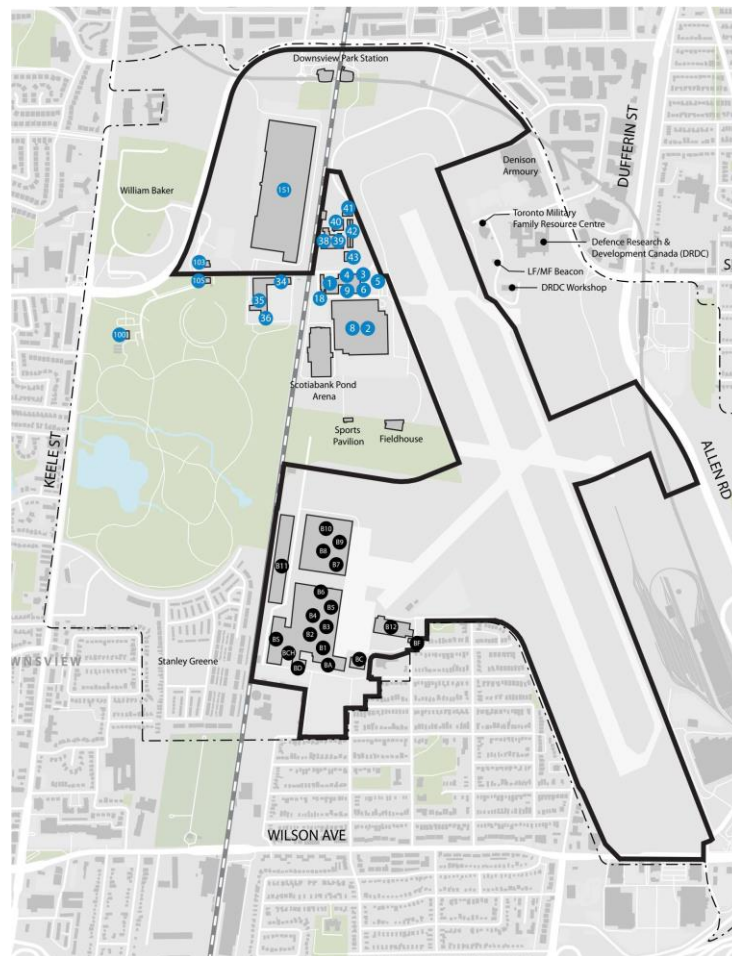 Downsview Park Station
DUFFERIN ST
Denison
Armoury
151
William Baker
41
Toronto Military
Family Resource Centre
40
42
38
39
Defence Research &
Development Canada (DRDC)
103
43
LF/MF Beacon
105
34
4
3
1
5
DRDC Workshop
9
6
18
35
36
8
2
100
Scotiabank Pond
Arena
KEELE ST
Sports
Pavilion
Fieldhouse
ALLEN RD
B10
B9
B8
B7
B11
B6
B5
B4
B3
B2
B12
BS
B1
BF
BCH
BC
BD
BA
WNSVIEW
Stanley Greene
WILSON AVE
S